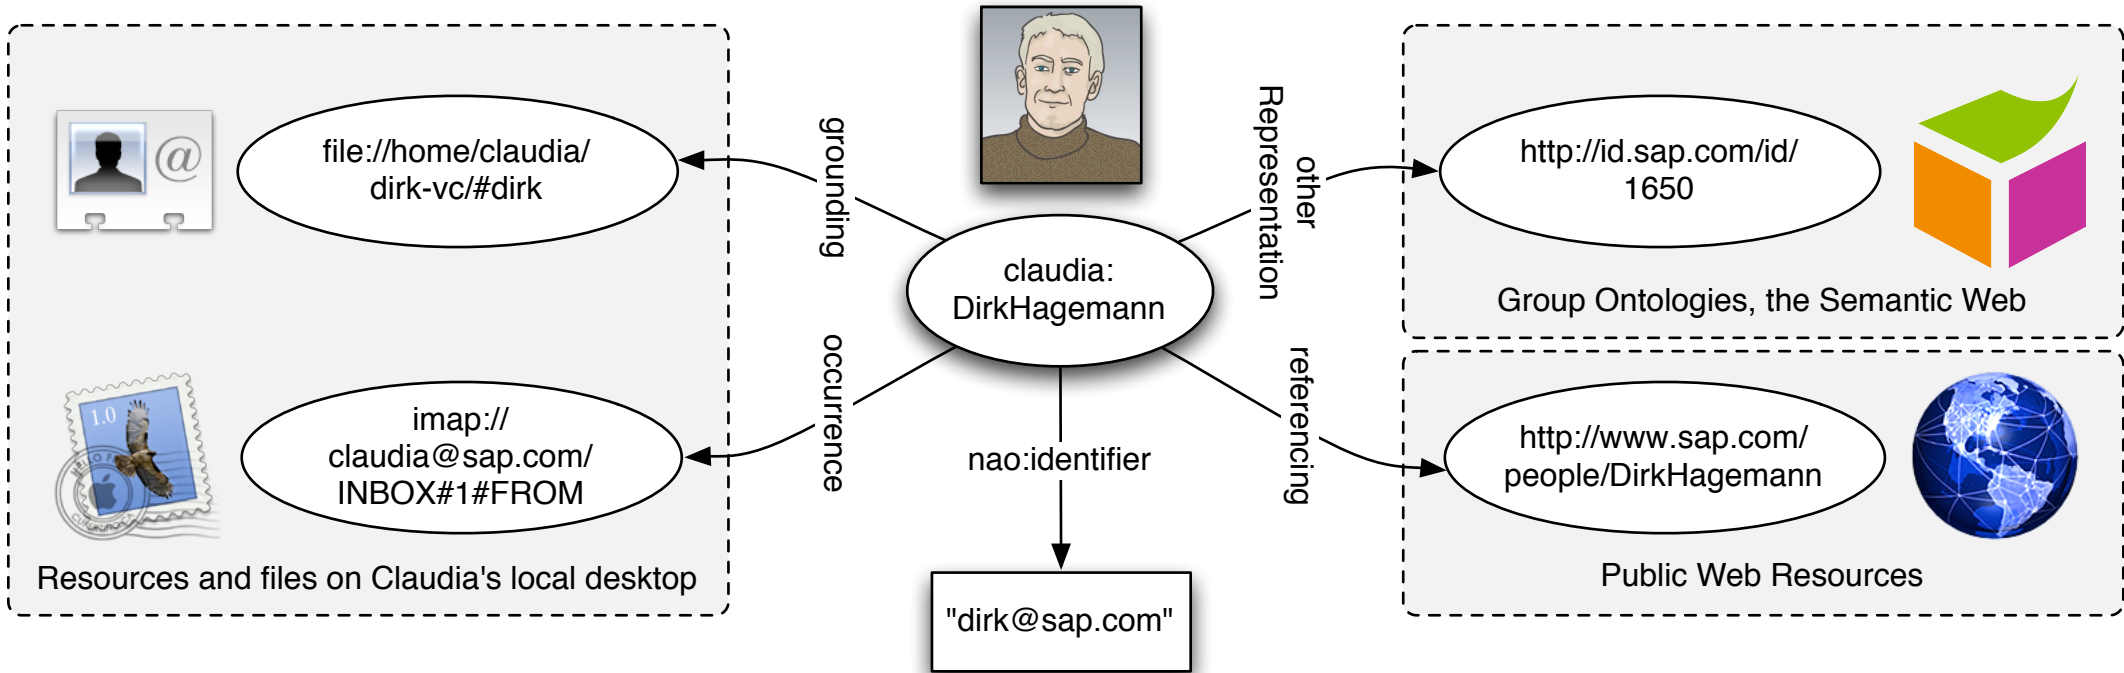 file://home/claudia/
dirk-vc/#dirk
imap://
claudia@sap.com/
INBOX#1#FROM
1.0
Resources and files on Claudia's local desktop
grounding
occurrence
claudia:
DirkHagemann
nao:identifier
"dirk@sap.com"
other
Representation
referencing
http://id.sap.com/id/
1650
Group Ontologies, the Semantic Web
http://www.sap.com/
people/DirkHagemann
Public Web Resources
@